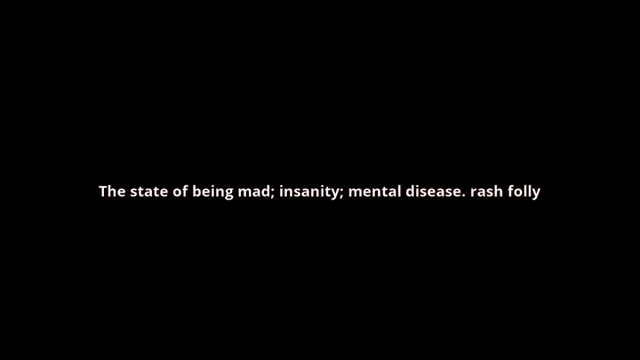 The state of being mad; insanity; mental disease. rash folly